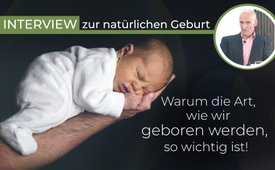 INTERVIEW zur natürlichen Geburt
Warum die Art,
wie wir
geboren werden,
so wichtig ist!